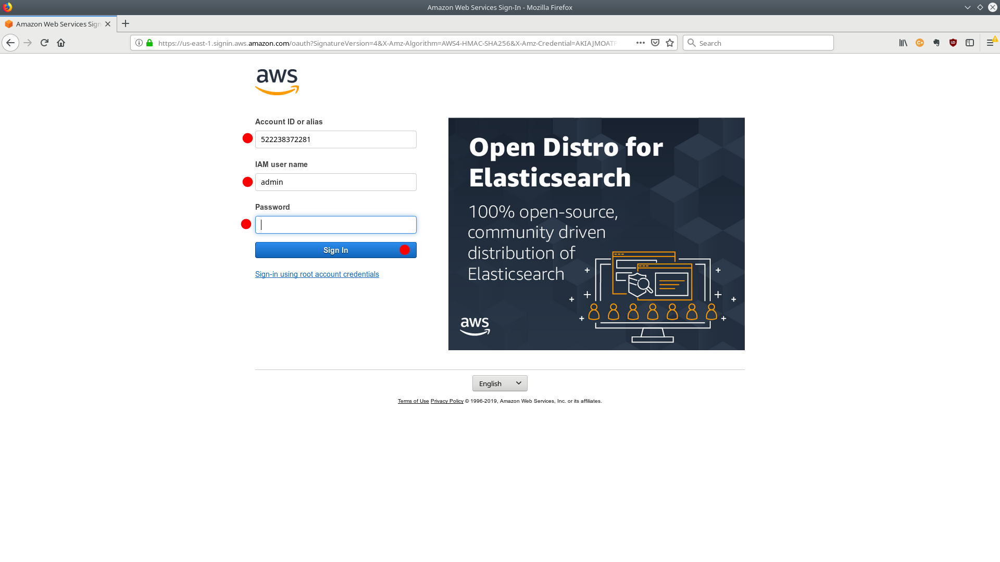 Amazon Web Services Sign-In - Mozilla Firefox
Amazon Web Services Sign
https://us-east-1.signin.aws.amazon.com/oauth?SignatureVersion=4&X-Amz-Algorithm=AWS4-HMAC-SHA256&X-Amz-Credential=AKIAJMOATF
Search
aws
Account ID or alias
522238372281
IAM user name
admin
Password
Sign In
Sign-in using root account credentials
Open Distro for
Elasticsearch
100% open-source,
community driven
distribution of
Elasticsearch
aws
English
Terms of Use Privacy Policy © 1996-2019, Amazon Web Services, Inc. or its affiliates.